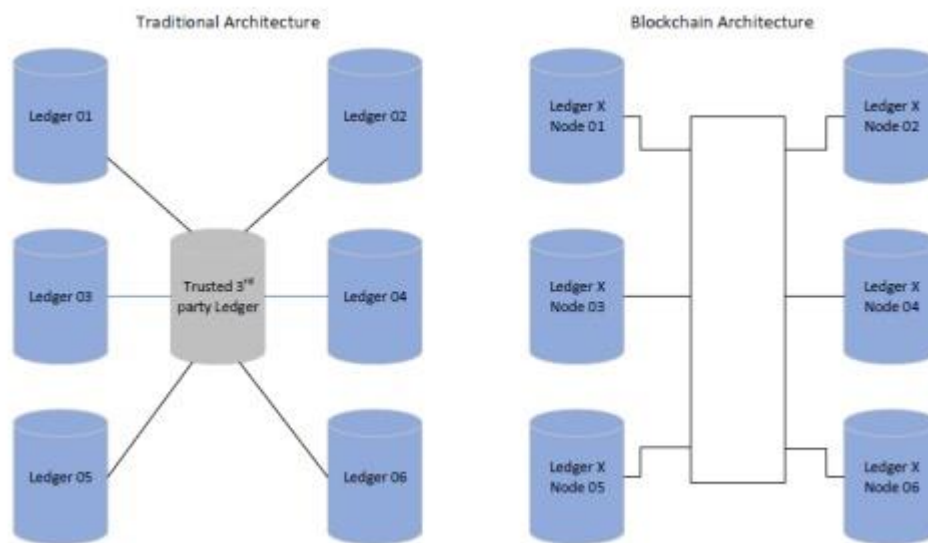 Traditional Architecture
Blockchain Architecture
Ledger 01
Ledger 02
Ledger X
Node 01
Ledger X
Node 02
Ledger 03
Trusted 3rd
party Ledger
Ledger 04
Ledger X
Node 03
Ledger X
Node 04
Ledger 05
Ledger 06
Ledger X
Node 05
Ledger X
Node 06